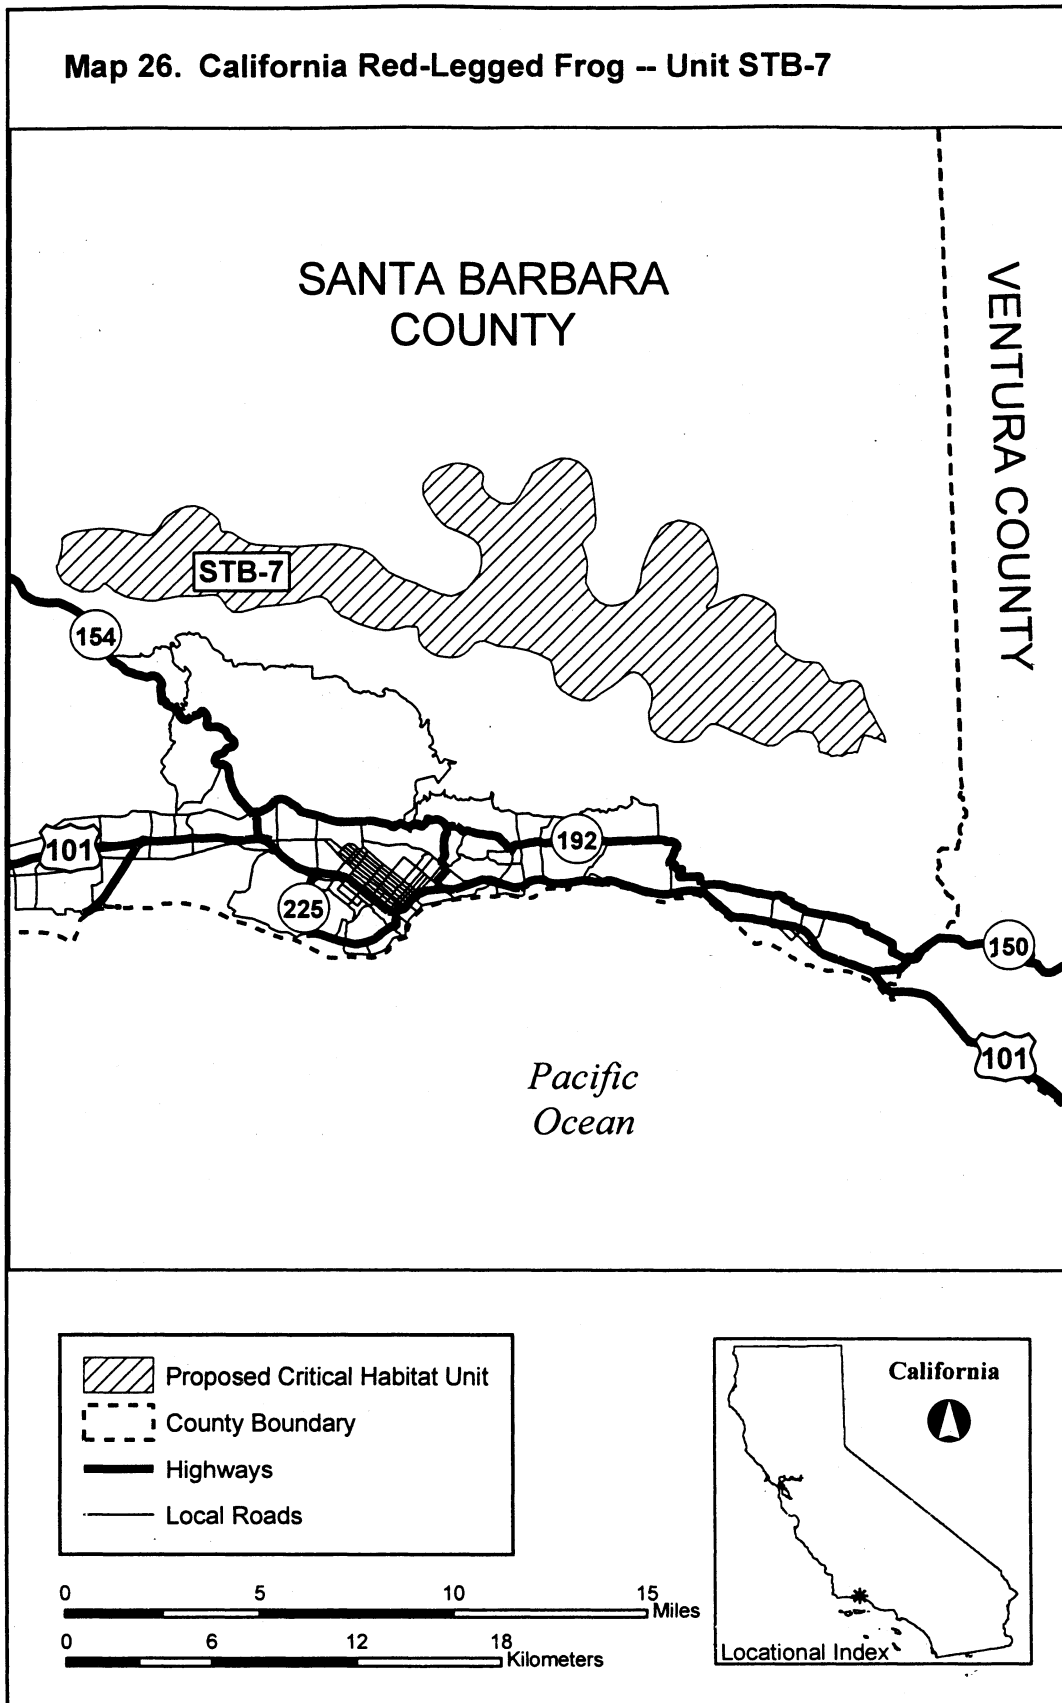 Map 26. California Red-Legged Frog -- Unit STB-7
SANTA BARBARA
COUNTY
VENTURA COUNTY
STB-7
154
101
192
225
150
101
Pacific
Ocean
Proposed Critical Habitat Unit
County Boundary
Highways
Local Roads
California
Locational Index
0 5 10 15
Miles
0 6 12 18
Kilometers